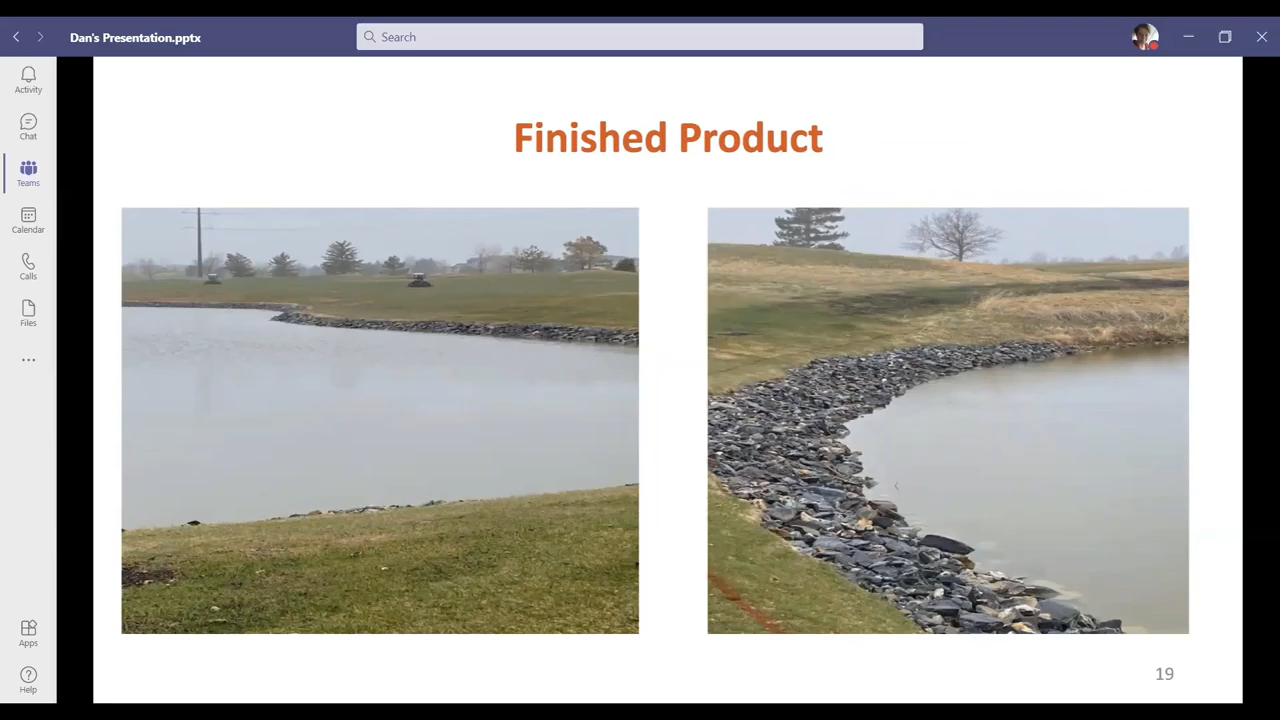 Dan's Presentation.pptx
Search
Activity
Chat
Teams
Calendar
Calls
Files
Apps
Help
Finished Product
19